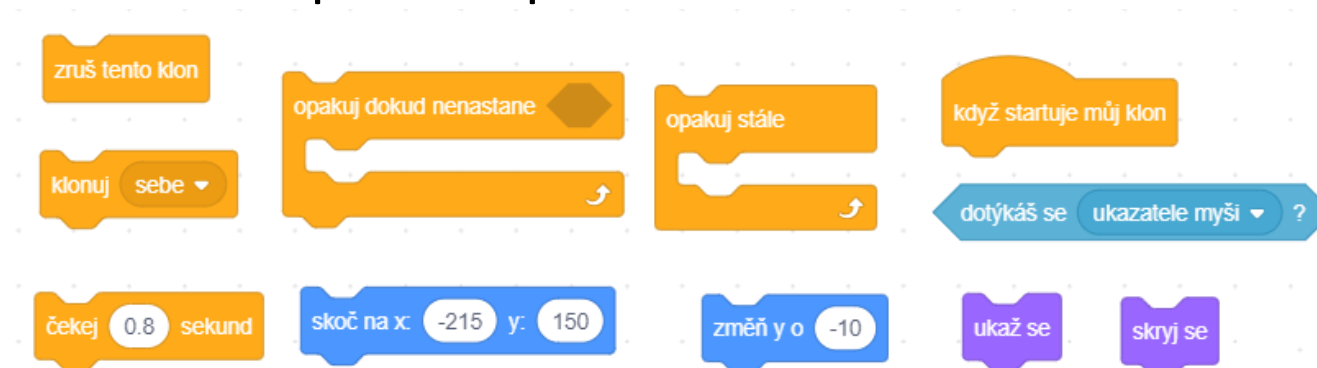 zruš tento klon
opakuj dokud nenastane
opakuj stále
když startuje můj klon
klonuj sebe
dotýkáš se ukazatele myši ?
čekej 0.8 sekund
skoč na x: -215 y: 150
změň y o -10
ukaž se
skryj se